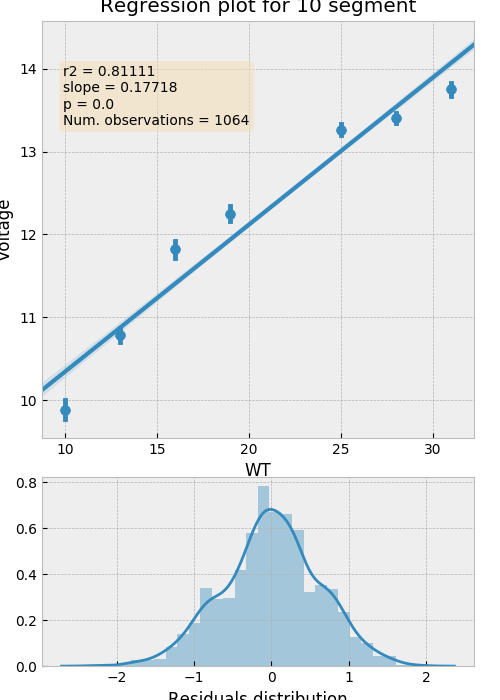 Regression plot for 10 segment
14
13
12
11
10
r2 = 0.81111
slope = 0.17718
p = 0.0
Num. observations = 1064
Voltage
10 15 20 25 30
WT
0.8
0.6
0.4
0.2
0.0
−2 −1 0 1 2
Residuals distribution